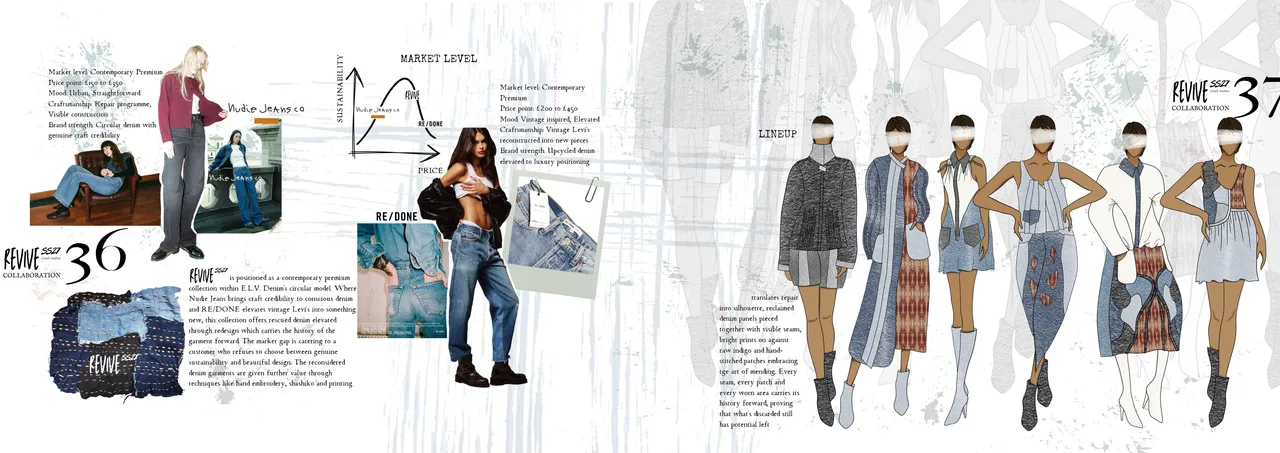 Market level: Contemporary Premium
Price point: £150 to £350
Mood: Urban, Straightforward
Craftsmanship: Repair programme,
Visible construction
Brand strength: Circular denim with
genuine craft credibility
Nudie Jeans co
Nudie Jeans co
REVIVE SS27
COLLABORATION
36
REVIVE SS27
REVIVE SS27 is positioned as a contemporary premium
collection within E.L.V. Denim's circular model. Where
Nudie Jeans brings craft credibility to conscious denim
and RE/DONE elevates vintage Levi's into something
new, this collection offers rescued denim elevated
through redesign which carries the history of the
garment forward. The market gap is catering to a
customer who refuses to choose between genuine
sustainability and beautiful design. The reconsidered
denim garments are given further value through
techniques like hand embroidery, shishiko and printing
MARKET LEVEL
SUSTAINABILITY
Nudie Jeans co
REVIVE
RE/DONE
PRICE
Market level: Contemporary
Premium
Price point: £200 to £450
Mood: Vintage inspired, Elevated
Craftsmanship: Vintage Levi's
reconstructed into new pieces
Brand strength: Upcycled denim
elevated to luxury positioning
RE/DONE
LINEUP
translates repair
into silhouette, reclaimed
denim panels pieced
together with visible seams,
bright prints on against
raw indigo and hand-
stitched patches embracing
tge art of mending. Every
seam, every patch and
every worn area carries its
history forward, proving
that what's discarded still
has potential left
REVIVE SS27
COLLABORATION
37